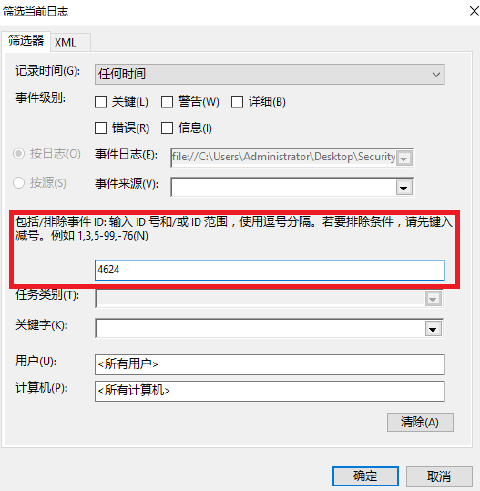 筛选当前日志
筛选器 XML
记录时间(G): 任何时间
事件级别: 关键(L) 警告(W) 详细(B)
错误(R) 信息(I)
按日志(O) 事件日志(E): file://C:\Users\Administrator\Desktop\Security
按源(S) 事件来源(V):
包括/排除事件 ID: 输入 ID 号和/或 ID 范围，使用逗号分隔。若要排除条件，请先键入
减号。例如 1,3,5-99,-76(N)
4624
任务类别(T):
关键字(K):
用户(U): <所有用户>
计算机(P): <所有计算机>
清除(A)
确定 取消